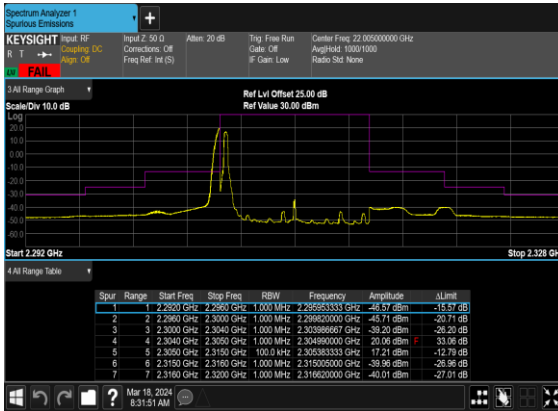 Spectrum Analyzer 1
Spurious Emissions
KEYSIGHT
R T
LV FAIL
Input: RF
Coupling: DC
Align: Off
Input Z: 50 Ω
Corrections: Off
Freq Ref: Int (S)
Atten: 20 dB
Trig: Free Run
Gate: Off
IF Gain: Low
Center Freq: 22.005000000 GHz
Avg|Hold: 1000/1000
Radio Std: None
3 All Range Graph
Scale/Div 10.0 dB
Ref Lvl Offset 25.00 dB
Ref Value 30.00 dBm
Log
20.0
10.0
0.00
-10.0
-20.0
-30.0
-40.0
-50.0
-60.0
Start 2.292 GHz
Stop 2.328 GH
4 All Range Table
Spur Range Start Freq Stop Freq RBW Frequency Amplitude ΔLimit
1 1 2.2920 GHz 2.2960 GHz 1.000 MHz 2.295953333 GHz -46.57 dBm -15.57 dB
2 2 2.2960 GHz 2.3000 GHz 1.000 MHz 2.299820000 GHz -45.71 dBm -20.71 dB
3 3 2.3000 GHz 2.3040 GHz 1.000 MHz 2.303986667 GHz -39.20 dBm -26.20 dB
4 4 2.3040 GHz 2.3050 GHz 1.000 MHz 2.304990000 GHz 20.06 dBm F 33.06 dB
5 5 2.3050 GHz 2.3150 GHz 100.0 kHz 2.305383333 GHz 17.21 dBm -12.79 dB
6 6 2.3150 GHz 2.3160 GHz 1.000 MHz 2.315005000 GHz -39.96 dBm -26.96 dB
7 7 2.3160 GHz 2.3200 GHz 1.000 MHz 2.316620000 GHz -40.01 dBm -27.01 dB
Mar 18, 2024
8:31:51 AM